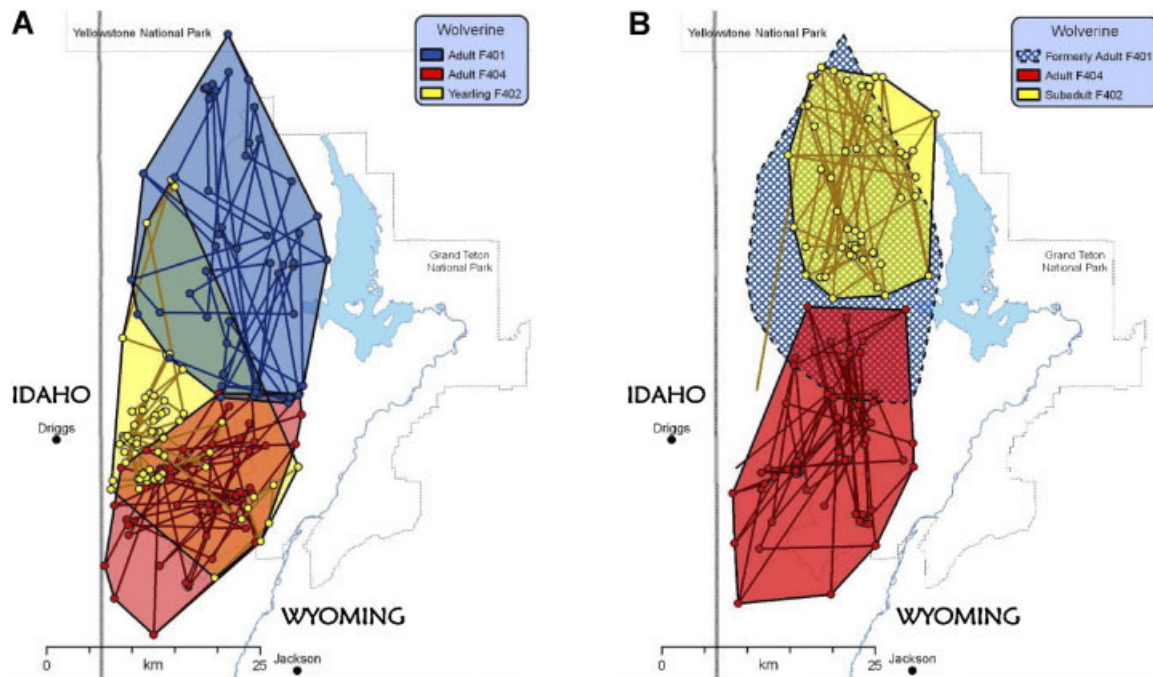 A
Yellowstone National Park
Wolverine
Adult F401
Adult F404
Yearling F402
Grand Teton
National Park
IDAHO
Driggs
WYOMING
0
km
25
Jackson
B
Yellowstone National Park
Wolverine
Formerly Adult F401
Adult F404
Subadult F402
Grand Teton
National Park
IDAHO
Driggs
WYOMING
0
km
25
Jackson